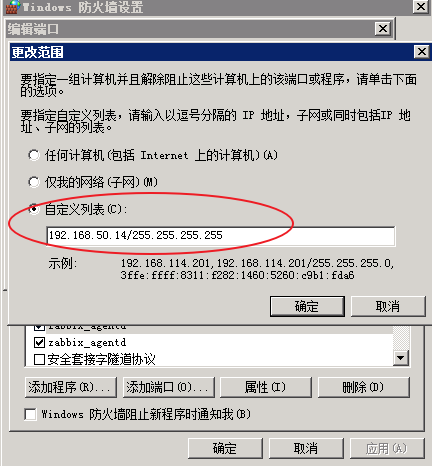 Windows 防火墙设置
编辑端口
更改范围
要指定一组计算机并且解除阻止这些计算机上的该端口或程序，请单击下面
的选项。
要指定自定义列表，请输入以逗号分隔的 IP 地址，子网或同时包括IP 地
址、子网的列表。
任何计算机(包括 Internet 上的计算机)(A)
仅我的网络(子网)(M)
自定义列表(C):
192.168.50.14/255.255.255.255
示例: 192.168.114.201, 192.168.114.201/255.255.255.0,
3ffe:ffff:8311:f282:1460:5260:c9b1:fda6
确定 取消
zabbix_agentd
zabbix_agentd
安全套接字隧道协议
添加程序(R)... 添加端口(O)... 属性(I) 删除(D)
Windows 防火墙阻止新程序时通知我(B)
确定 取消 应用(A)